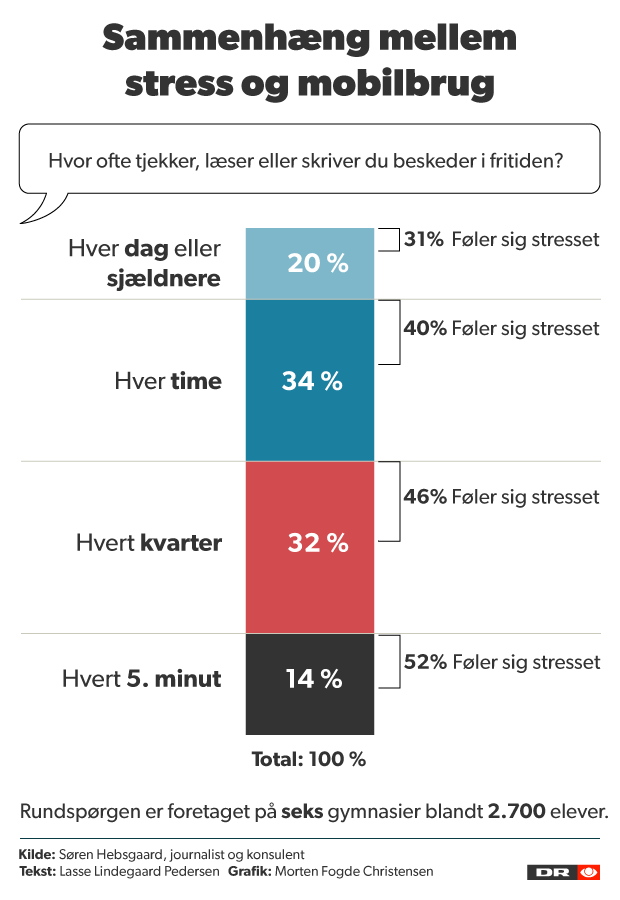 Sammenhæng mellem
stress og mobilbrug
Hvor ofte tjekker, læser eller skriver du beskeder i fritiden?
Hver dag eller
sjældnere
20 %
31% Føler sig stresset
Hver time
34 %
40% Føler sig stresset
Hvert kvarter
32 %
46% Føler sig stresset
Hvert 5. minut
14 %
52% Føler sig stresset
Total: 100 %
Rundspørgen er foretaget på seks gymnasier blandt 2.700 elever.
Kilde: Søren Hebsgaard, journalist og konsulent
Tekst: Lasse Lindegaard Pedersen Grafik: Morten Fogde Christensen
DR